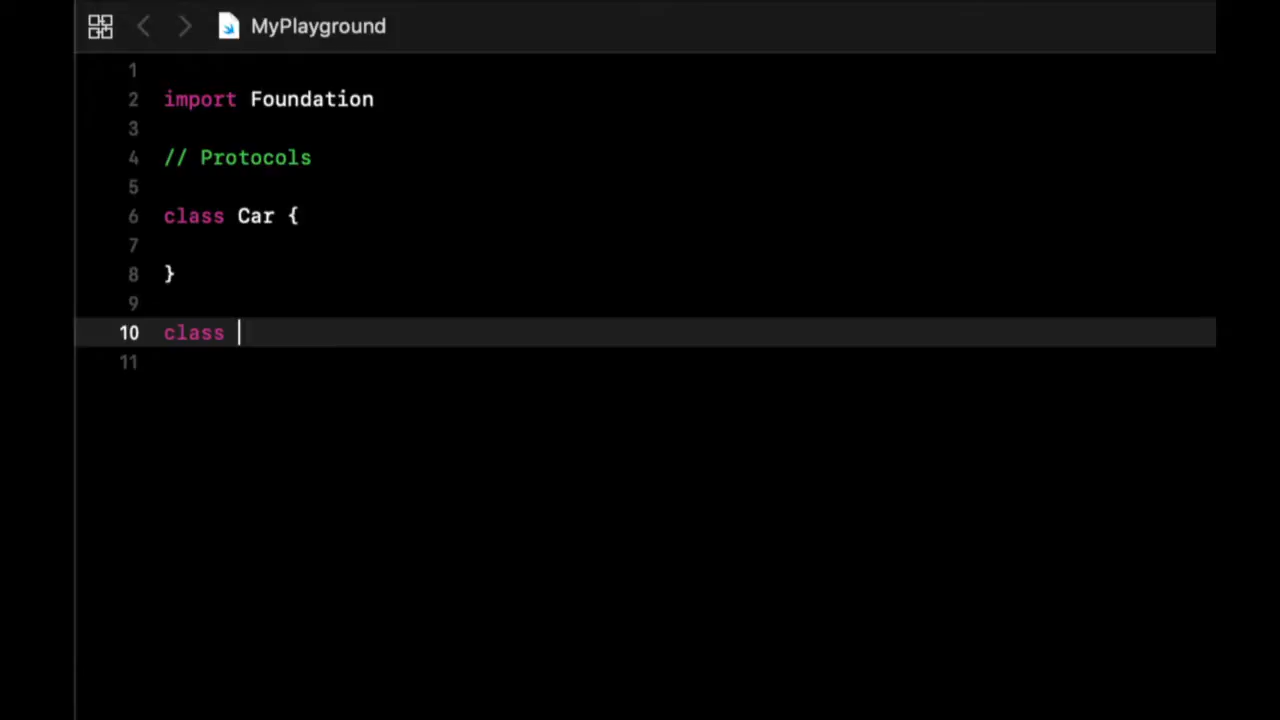 MyPlayground
1
2 import Foundation
3
4 // Protocols
5
6 class Car {
7
8 }
9
10 class
11